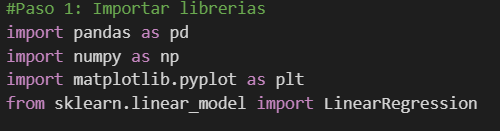 #Paso 1: Importar librerias
import pandas as pd
import numpy as np
import matplotlib.pyplot as plt
from sklearn.linear_model import LinearRegression